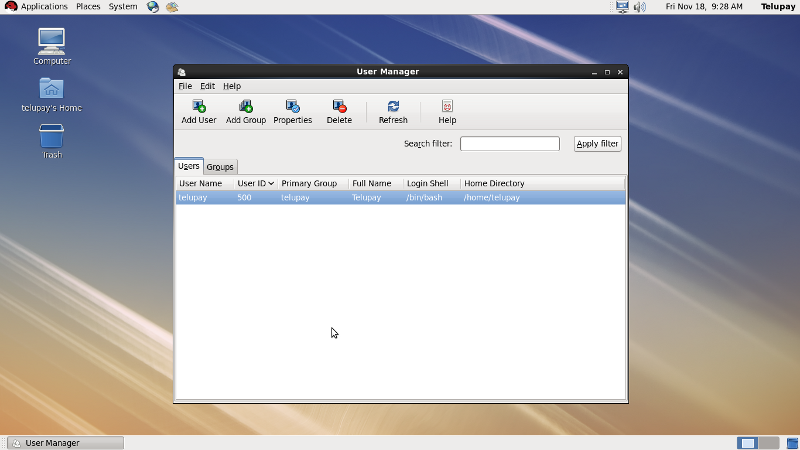 Applications Places System
Fri Nov 18, 9:28 AM Telupay
Computer
telupay's Home
Trash
User Manager
File Edit Help
Add User Add Group Properties Delete Refresh Help
Search filter: Apply filter
Users Groups
User Name User ID Primary Group Full Name Login Shell Home Directory
telupay 500 telupay Telupay /bin/bash /home/telupay
User Manager